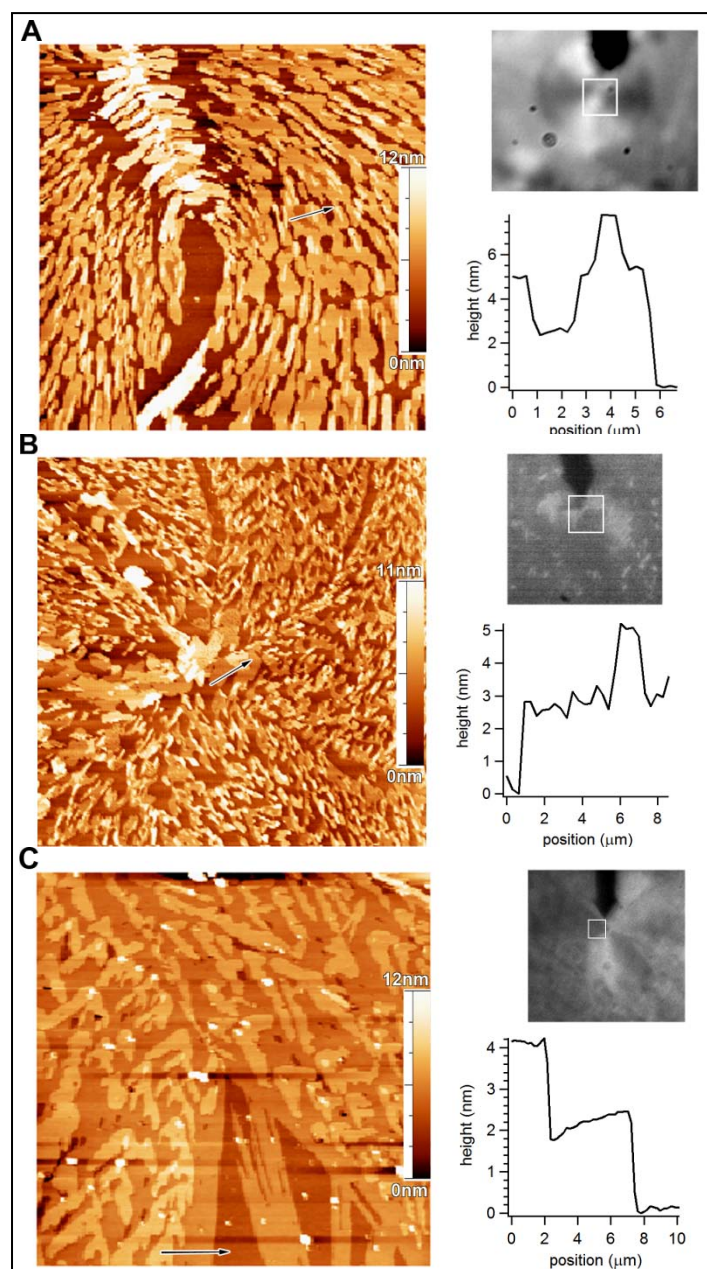 A
12nm
0nm
height (nm)
6
4
2
0
0 1 2 3 4 5 6
position (μm)
B
11nm
0nm
height (nm)
5
4
3
2
1
0
0 2 4 6 8
position (μm)
C
12nm
0nm
height (nm)
4
3
2
1
0
0 2 4 6 8 10
position (μm)